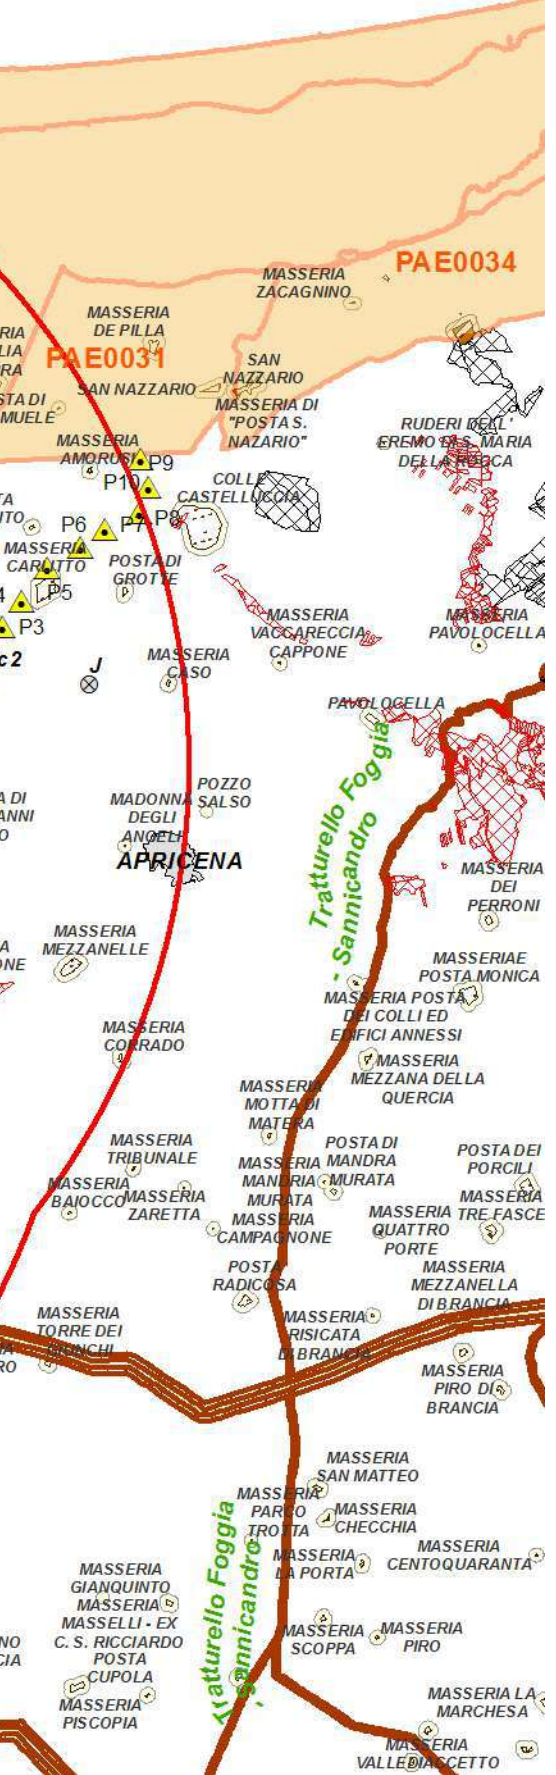 PAE0034
MASSERIA
ZACAGNINO
MASSERIA
DE PILLA
PAE0031
SAN
NAZZARIO
SAN NAZZARIO
MASSERIA DI
"POSTA S.
NAZARIO"
RUDERI DELL'
EREMO DI S. MARIA
DELLA ROCCA
MASSERIA
AMORUSI
P9
P10
COLLE
CASTELLUCCIA
P8
P7
P6
MASSERIA
POSTA DI
GROTTE
P5
P3
MASSERIA
VACCARECCIA
CAPPONE
MASSERIA
PAVOLOCELLA
c2
J
MASSERIA
CASO
PAVOLOCELLA
Tratturello Foggia
- Sannicandro
POZZO
SALSO
MADONNA
DEGLI
ANGELI
APRICENA
MASSERIA
DEI
PERRONI
MASSERIA
MEZZANELLE
MASSERIAE
POSTA MONICA
MASSERIA POSTA
DEI COLLI ED
EDIFICI ANNESSI
MASSERIA
CORRADO
MASSERIA
MEZZANA DELLA
QUERCIA
MASSERIA
MOTTA DI
MATERA
MASSERIA
TRIBUNALE
POSTA DI
MANDRA
MURATA
POSTA DEI
PORCILI
MASSERIA
MANDRIA
MURATA
MASSERIA
BAIOCCO
MASSERIA
ZARETTA
MASSERIA
CAMPAGNONE
MASSERIA
QUATTRO
PORTE
MASSERIA
TRE FASCE
POSTA
RADICOSA
MASSERIA
MEZZANELLA
DI BRANCIA
MASSERIA
TORRE DEI
GIUNCHI
MASSERIA
RISICATA
DI BRANCIA
MASSERIA
PIRO DI
BRANCIA
MASSERIA
SAN MATTEO
MASSERIA
PARCO
TROTTA
MASSERIA
CHECCHIA
MASSERIA
LA PORTA
MASSERIA
CENTOQUARANTA
Tratturello Foggia
- Sannicandro
MASSERIA
GIANQUINTO
MASSERIA
MASSELLI - EX
C. S. RICCIARDO
POSTA
CUPOLA
MASSERIA
SCOPPA
MASSERIA
PIRO
MASSERIA
PISCOPIA
MASSERIA LA
MARCHESA
MASSERIA